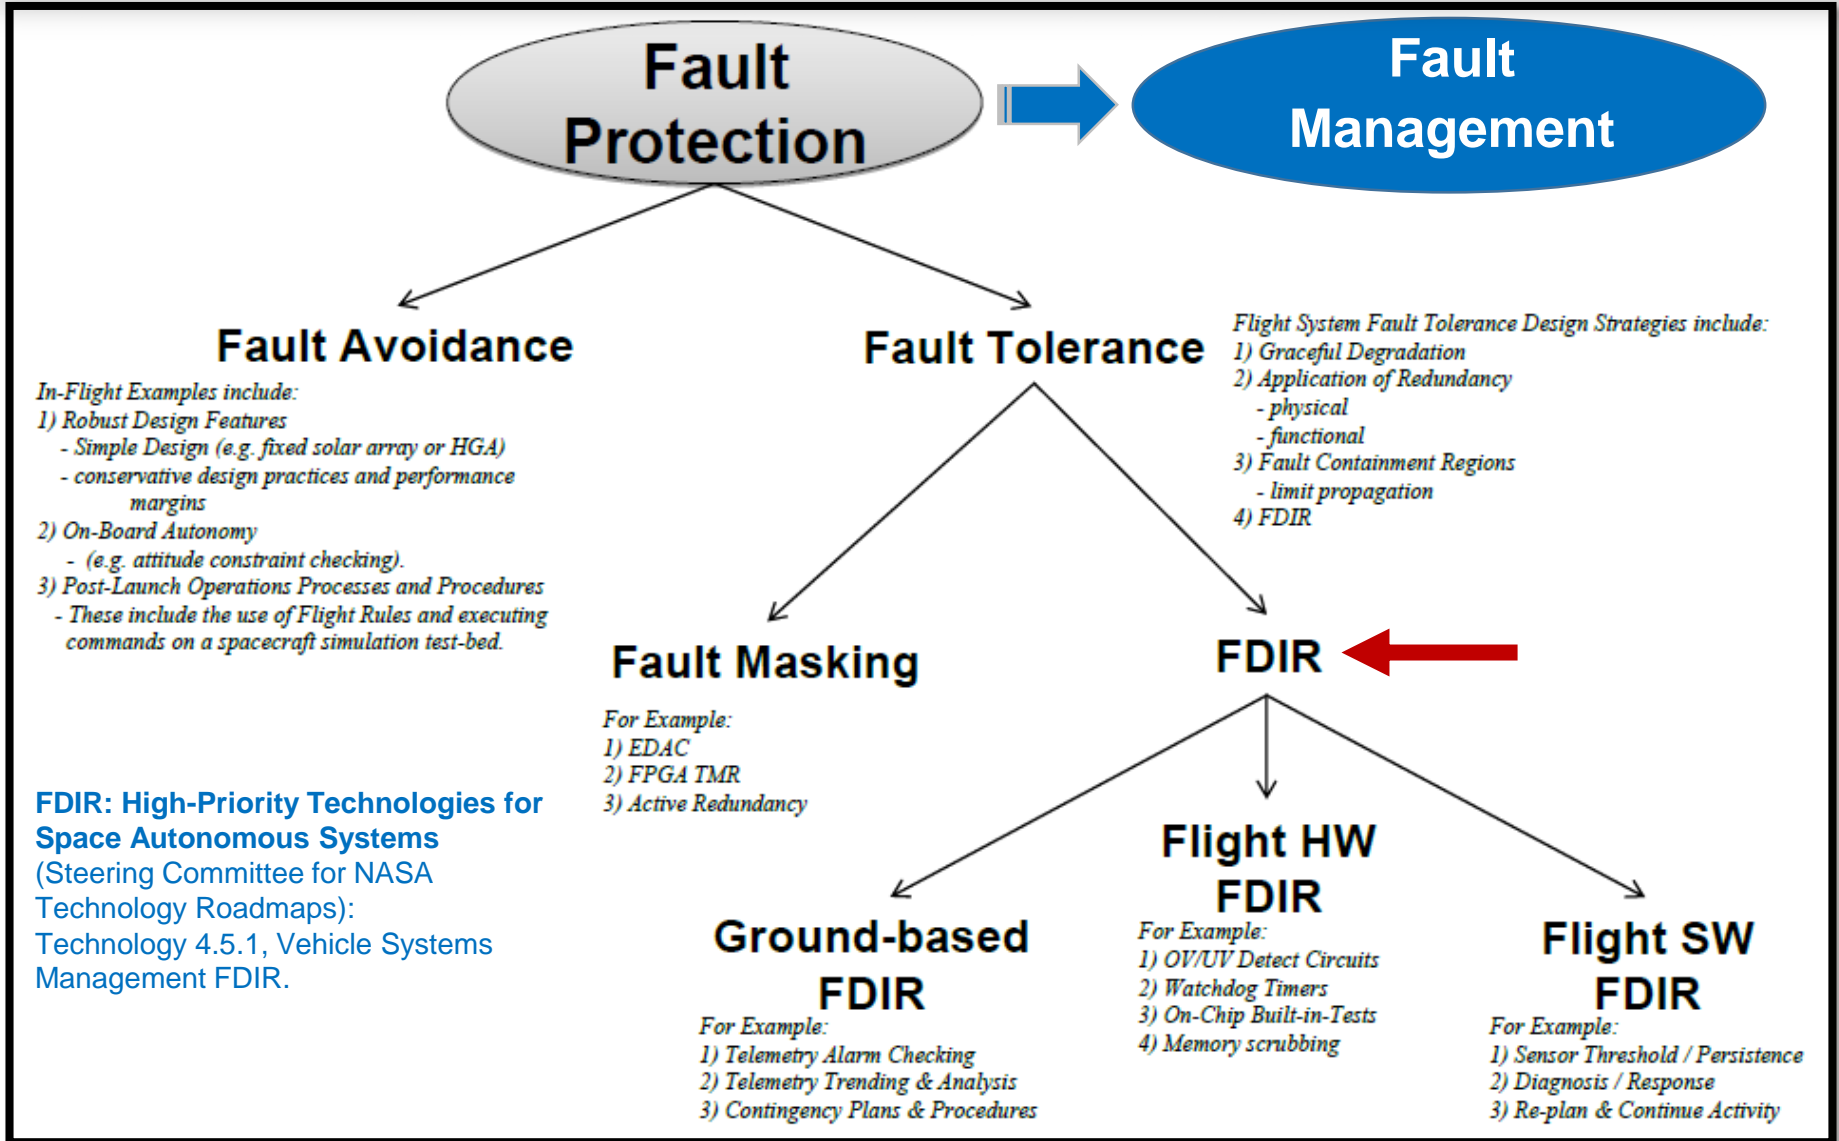 Fault
Protection
Fault
Management
Fault Avoidance
In-Flight Examples include:
1) Robust Design Features
- Simple Design (e.g. fixed solar array or HGA)
- conservative design practices and performance
margins
2) On-Board Autonomy
- (e.g. attitude constraint checking).
3) Post-Launch Operations Processes and Procedures
- These include the use of Flight Rules and executing
commands on a spacecraft simulation test-bed.
Fault Tolerance
Flight System Fault Tolerance Design Strategies include:
1) Graceful Degradation
2) Application of Redundancy
- physical
- functional
3) Fault Containment Regions
- limit propagation
4) FDIR
Fault Masking
For Example:
1) EDAC
2) FPGA TMR
3) Active Redundancy
FDIR
FDIR: High-Priority Technologies for
Space Autonomous Systems
(Steering Committee for NASA
Technology Roadmaps):
Technology 4.5.1, Vehicle Systems
Management FDIR.
Ground-based
FDIR
For Example:
1) Telemetry Alarm Checking
2) Telemetry Trending & Analysis
3) Contingency Plans & Procedures
Flight HW
FDIR
For Example:
1) OV/UV Detect Circuits
2) Watchdog Timers
3) On-Chip Built-in-Tests
4) Memory scrubbing
Flight SW
FDIR
For Example:
1) Sensor Threshold / Persistence
2) Diagnosis / Response
3) Re-plan & Continue Activity